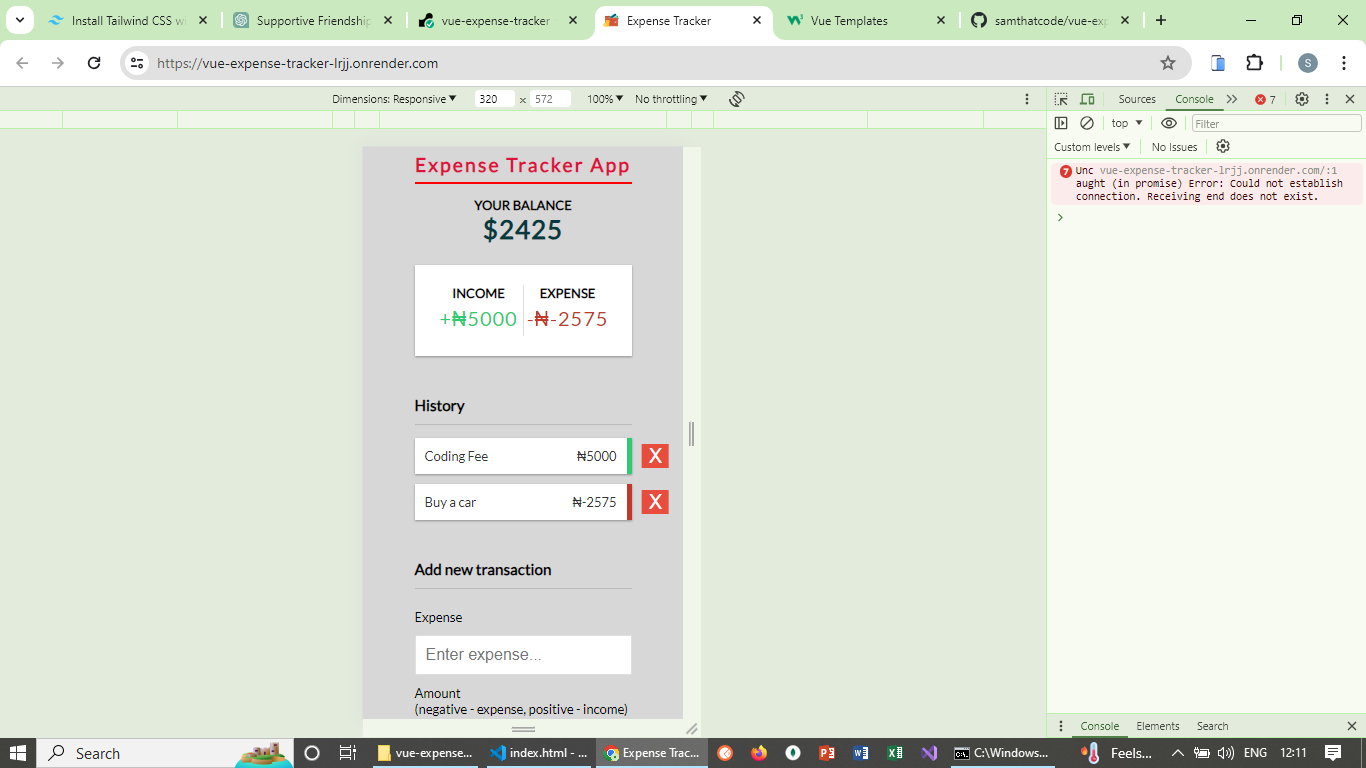 Install Tailwind CSS wi
Supportive Friendship
vue-expense-tracker
Expense Tracker
Vue Templates
samthatcode/vue-exp
https://vue-expense-tracker-lrjj.onrender.com
S
Dimensions: Responsive
320
x
572
100%
No throttling
Sources
Console
7
top
Filter
Custom levels
No Issues
7
Unc vue-expense-tracker-lrjj.onrender.com/:1
aught (in promise) Error: Could not establish
connection. Receiving end does not exist.
Expense Tracker App
YOUR BALANCE
$2425
INCOME EXPENSE
+₦5000 -₦-2575
History
Coding Fee ₦5000 X
Buy a car ₦-2575 X
Add new transaction
Expense
Enter expense...
Amount
(negative - expense, positive - income)
Console
Elements
Search
Search
vue-expense...
index.html - ...
Expense Trac...
C:\Windows...
Feels...
ENG
12:11